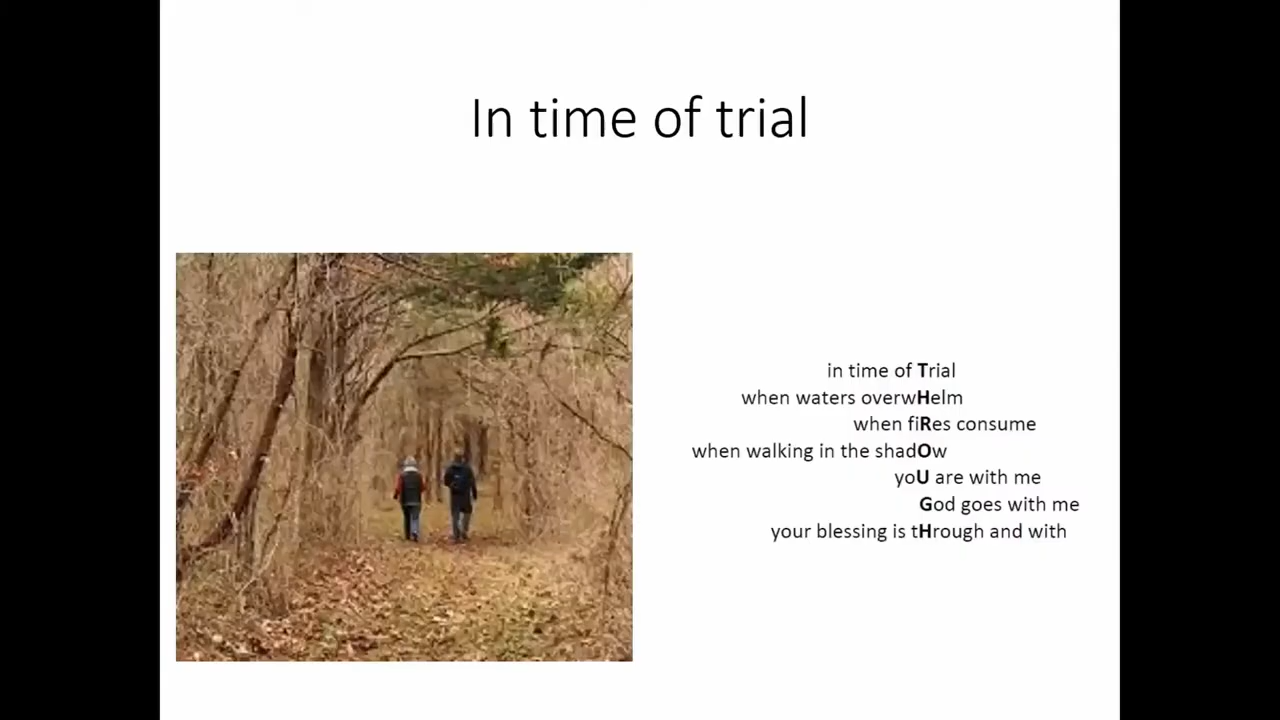 In time of trial
in time of Trial
when waters overwHelm
when fiRes consume
when walking in the shadOw
yoU are with me
God goes with me
your blessing is tHrough and with